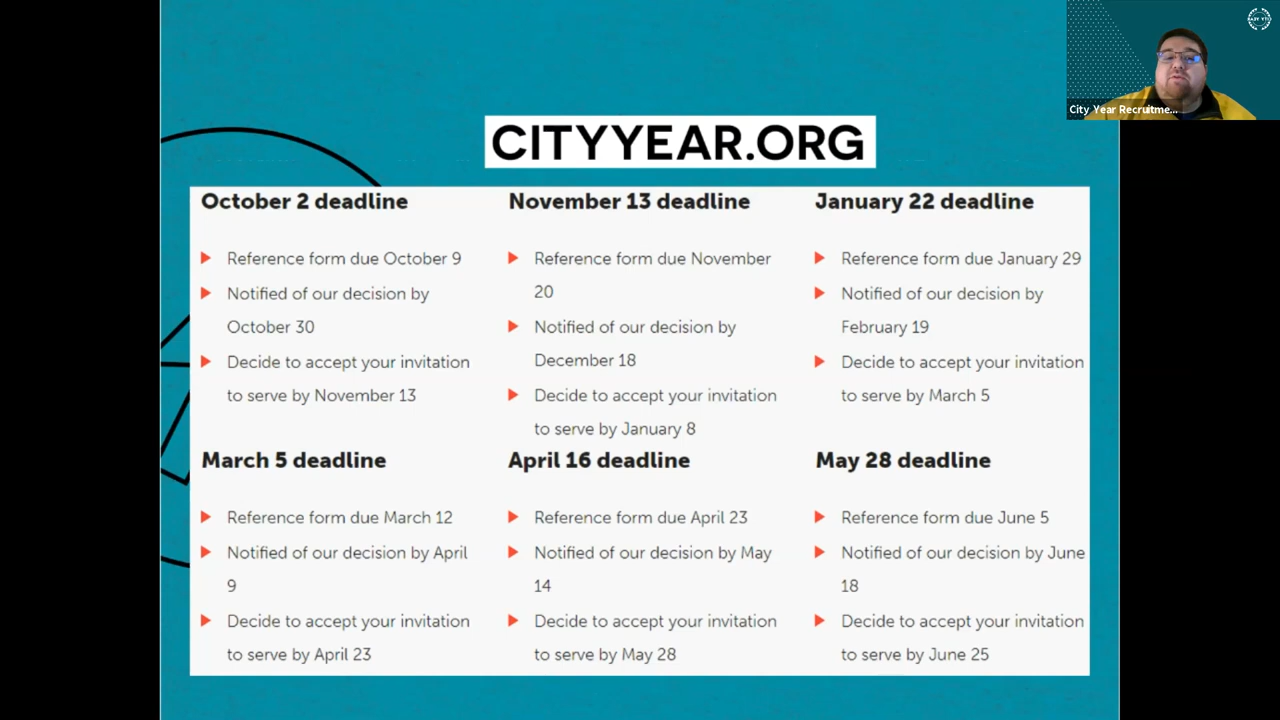 CITYYEAR.ORG
City Year Recruitme...
October 2 deadline
Reference form due October 9
Notified of our decision by
October 30
Decide to accept your invitation
to serve by November 13
November 13 deadline
Reference form due November
20
Notified of our decision by
December 18
Decide to accept your invitation
to serve by January 8
January 22 deadline
Reference form due January 29
Notified of our decision by
February 19
Decide to accept your invitation
to serve by March 5
March 5 deadline
Reference form due March 12
Notified of our decision by April
9
Decide to accept your invitation
to serve by April 23
April 16 deadline
Reference form due April 23
Notified of our decision by May
14
Decide to accept your invitation
to serve by May 28
May 28 deadline
Reference form due June 5
Notified of our decision by June
18
Decide to accept your invitation
to serve by June 25